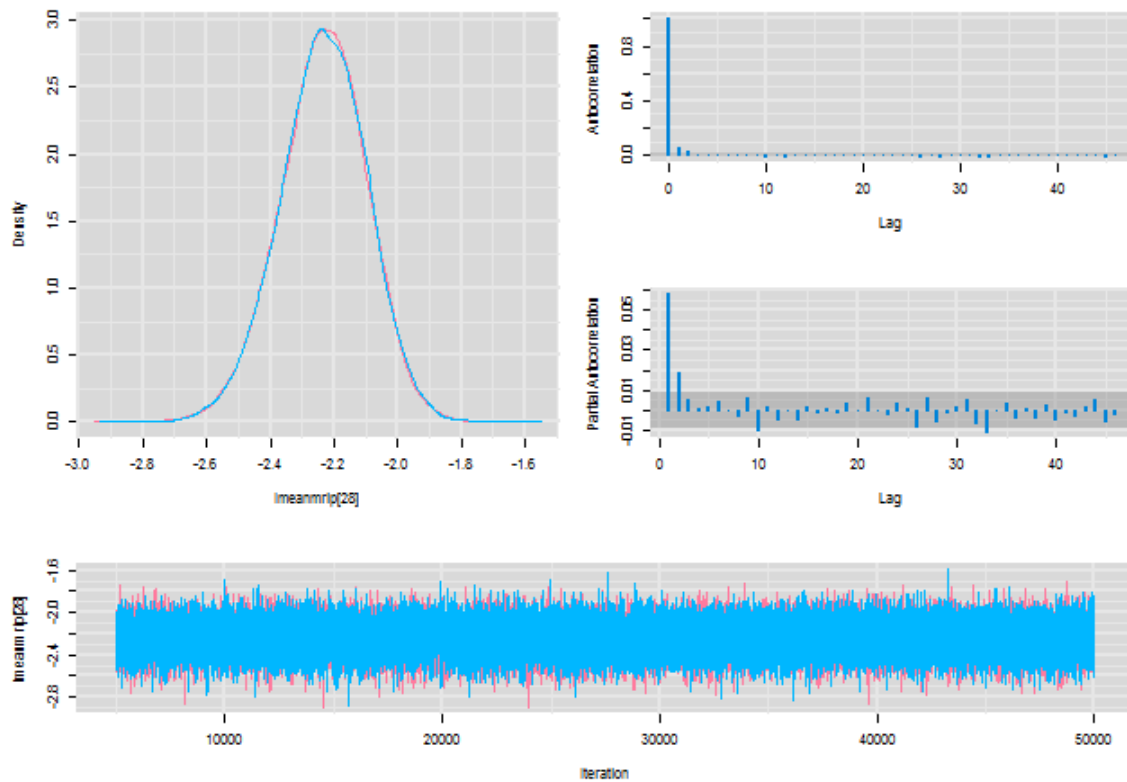 Density
3.0
2.5
2.0
1.5
1.0
0.5
0.0
-3.0 -2.8 -2.6 -2.4 -2.2 -2.0 -1.8 -1.6
lmeanmrip[28]
Autocorrelation
0.8
0.4
0.0
0 10 20 30 40
Lag
Partial Autocorrelation
0.05
0.03
0.01
-0.01
0 10 20 30 40
Lag
lmeanmrip[28]
-1.6
-2.0
-2.4
-2.8
10000 20000 30000 40000 50000
Iteration